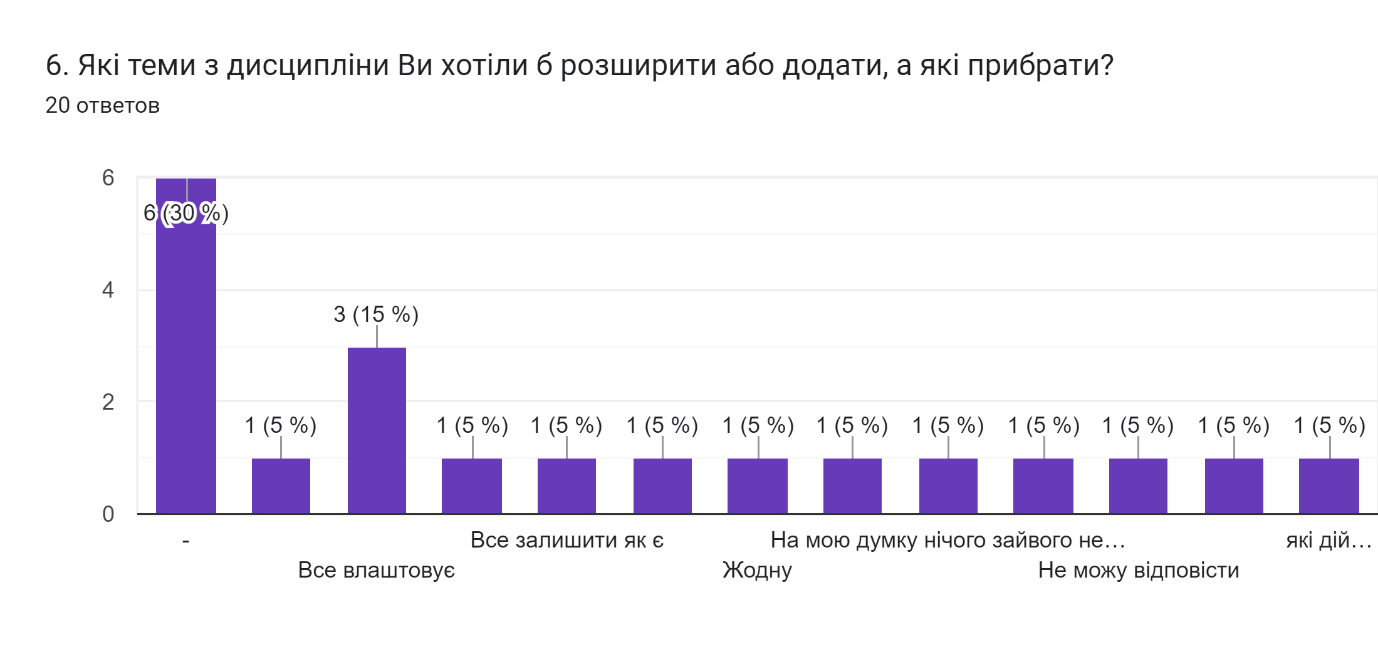 6. Які теми з дисципліни Ви хотіли б розширити або додати, а які прибрати?
20 ответов
6
6 (30 %)
4
3 (15 %)
2
1 (5 %) 1 (5 %) 1 (5 %) 1 (5 %) 1 (5 %) 1 (5 %) 1 (5 %) 1 (5 %) 1 (5 %) 1 (5 %) 1 (5 %)
0
- Все залишити як є На мою думку нічого зайвого не… які дій…
Все влаштовує Жодну Не можу відповісти